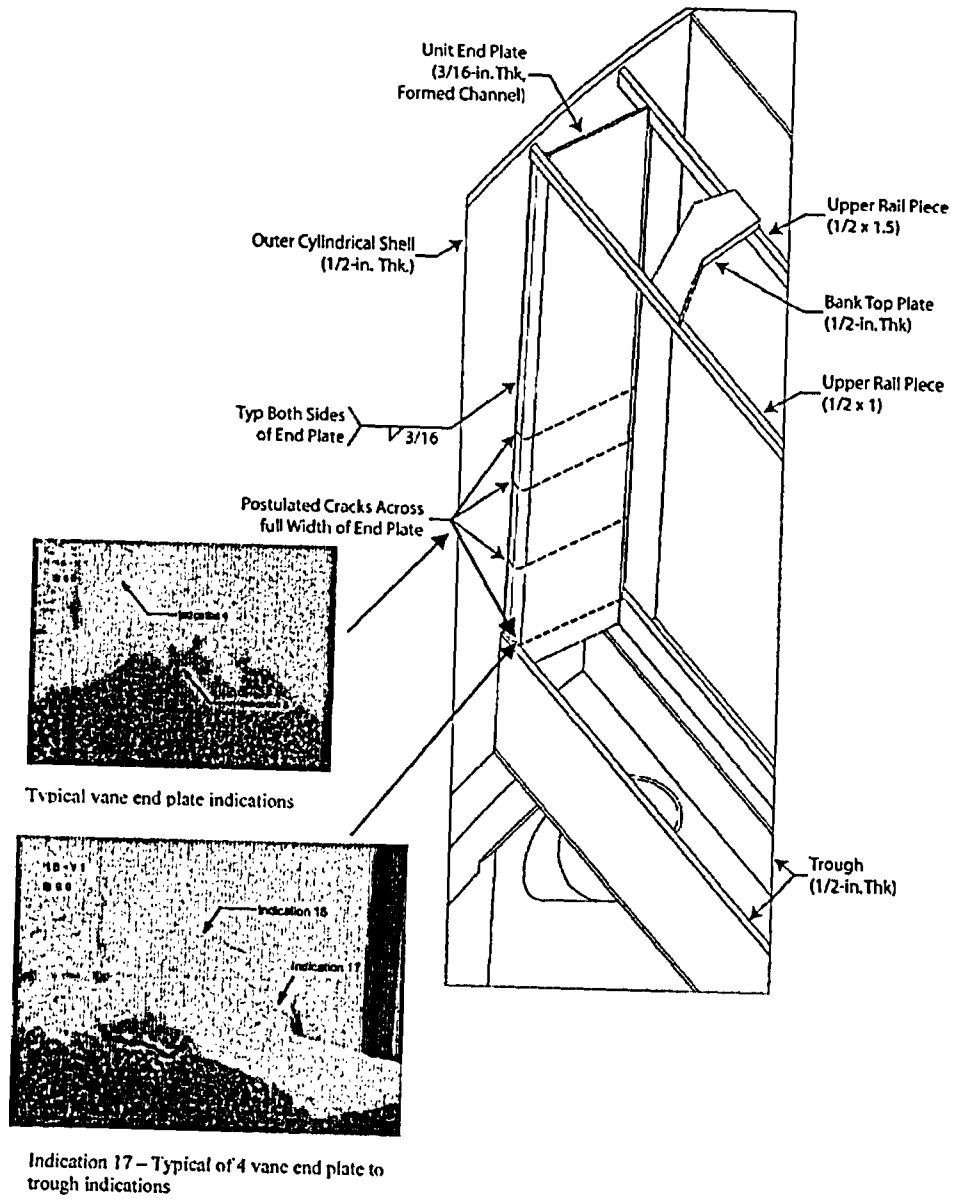 Unit End Plate
(3/16-in. Thk,
Formed Channel)
Upper Rail Piece
(1/2 x 1.5)
Outer Cylindrical Shell
(1/2-in. Thk.)
Bank Top Plate
(1/2-in. Thk)
Upper Rail Piece
(1/2 x 1)
Typ Both Sides
of End Plate
3/16
Postulated Cracks Across
full Width of End Plate
Typical vane end plate indications
Trough
(1/2-in. Thk)
Indication 16
Indication 17
Indication 17 – Typical of 4 vane end plate to
trough indications